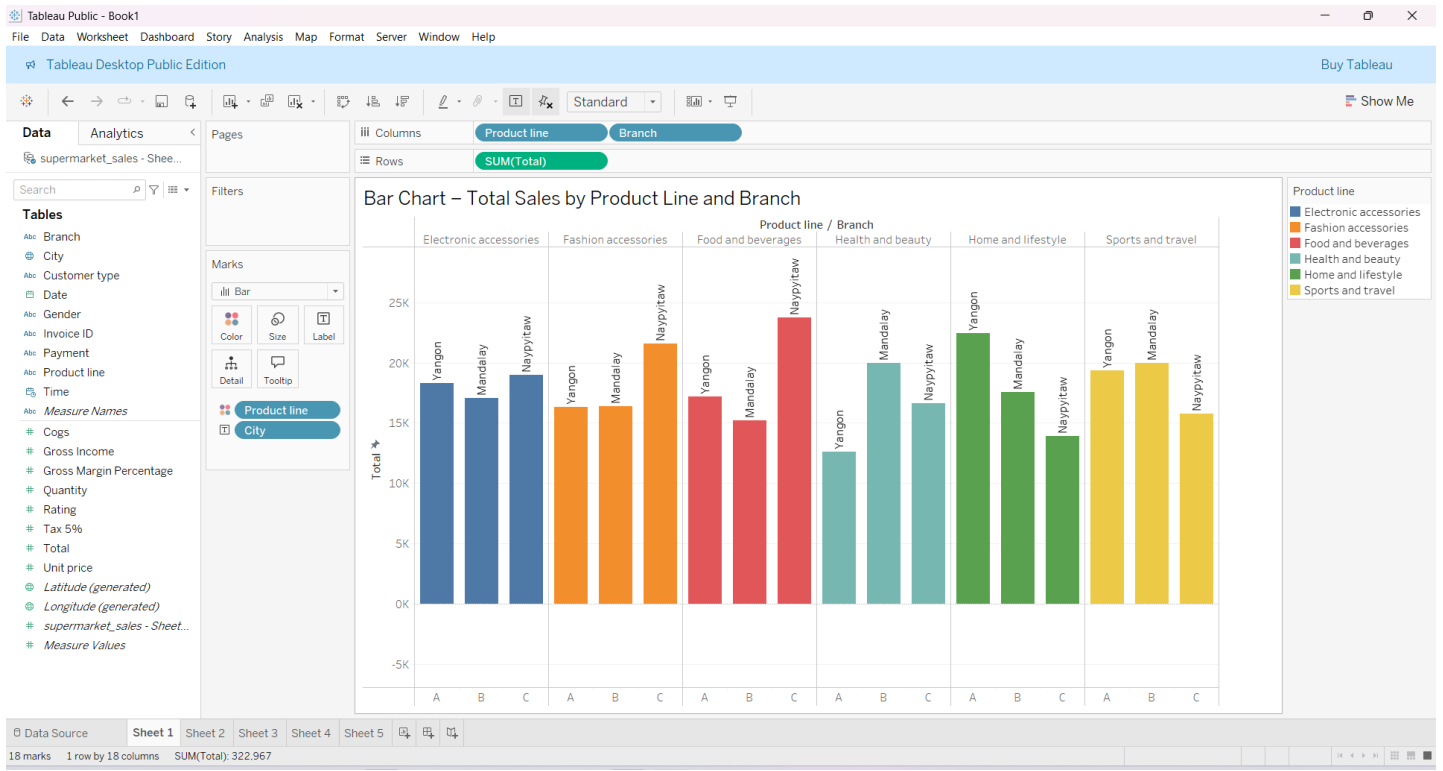 Tableau Public - Book1
File Data Worksheet Dashboard Story Analysis Map Format Server Window Help
Tableau Desktop Public Edition
Buy Tableau
Standard
Show Me
Data
Analytics
supermarket_sales - Shee...
Search
Tables
Abc Branch
City
Abc Customer type
Date
Abc Gender
Abc Invoice ID
Abc Payment
Abc Product line
Time
Abc Measure Names
# Cogs
# Gross Income
# Gross Margin Percentage
# Quantity
# Rating
# Tax 5%
# Total
# Unit price
Latitude (generated)
Longitude (generated)
# supermarket_sales - Sheet...
# Measure Values
Pages
Filters
Marks
Bar
Color
Size
Label
Detail
Tooltip
Product line
City
Columns
Product line
Branch
Rows
SUM(Total)
Bar Chart – Total Sales by Product Line and Branch
Product line / Branch
Electronic accessories
Fashion accessories
Food and beverages
Health and beauty
Home and lifestyle
Sports and travel
Total
25K
20K
15K
10K
5K
0K
-5K
Yangon
Mandalay
Naypyitaw
Yangon
Mandalay
Naypyitaw
Yangon
Mandalay
Naypyitaw
Yangon
Mandalay
Naypyitaw
Yangon
Mandalay
Naypyitaw
Yangon
Mandalay
Naypyitaw
A B C A B C A B C A B C A B C A B C
Product line
Electronic accessories
Fashion accessories
Food and beverages
Health and beauty
Home and lifestyle
Sports and travel
Data Source
Sheet 1
Sheet 2
Sheet 3
Sheet 4
Sheet 5
18 marks
1 row by 18 columns
SUM(Total): 322.967